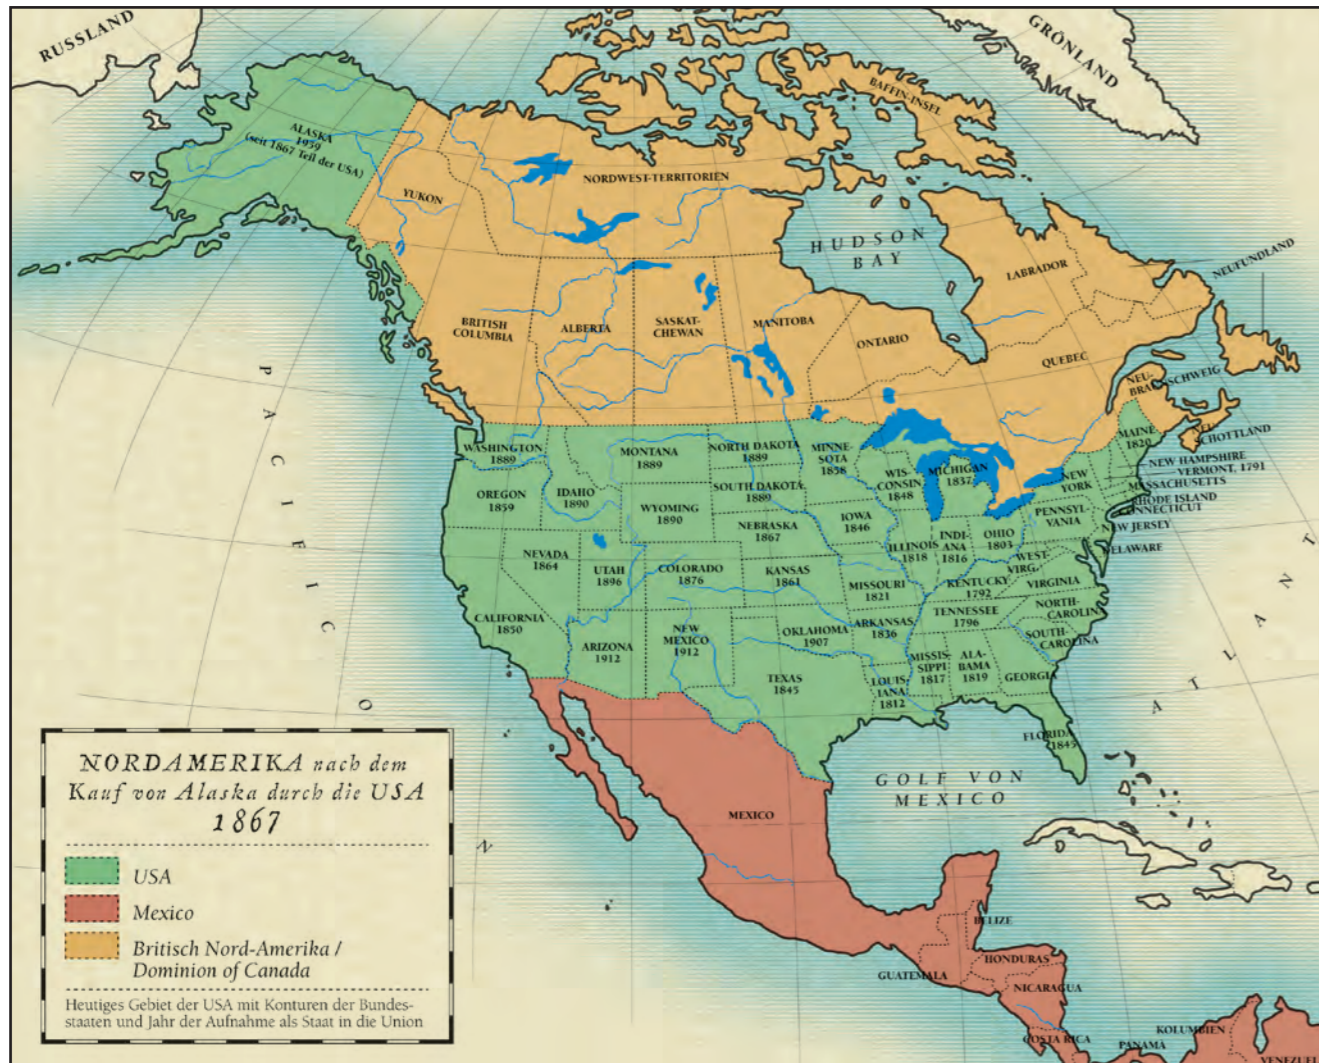 RUSSLAND
GRÖNLAND
BAFFIN-INSEL
ALASKA
1959
(seit 1867 Teil der USA)
YUKON
NORDWEST-TERRITORIEN
HUDSON
BAY
LABRADOR
NEUFUNDLAND
BRITISH
COLUMBIA
ALBERTA
SASKAT-
CHEWAN
MANITOBA
ONTARIO
QUEBEC
NEU-
BRAUNSCHWEIG
NEU-
SCHOTTLAND
PACIFIC
O
N
ATLANT
WASHINGTON
1889
MONTANA
1889
NORTH DAKOTA
1889
MINNE-
SOTA
1858
MAINE
1820
OREGON
1859
IDAHO
1890
WYOMING
1890
SOUTH DAKOTA
1889
WIS-
CONSIN
1848
MICHIGAN
1837
NEW
YORK
NEW HAMPSHIRE
VERMONT, 1791
MASSACHUSETTS
RHODE ISLAND
CONNECTICUT
NEW JERSEY
DELAWARE
NEBRASKA
1867
IOWA
1846
ILLINOIS
1818
INDI-
ANA
1816
OHIO
1803
PENNSYL-
VANIA
NEVADA
1864
UTAH
1896
COLORADO
1876
KANSAS
1861
MISSOURI
1821
KENTUCKY
1792
WEST-
VIRG.
VIRGINIA
CALIFORNIA
1850
ARIZONA
1912
NEW
MEXICO
1912
OKLAHOMA
1907
ARKANSAS
1836
TENNESSEE
1796
NORTH-
CAROLINA
SOUTH-
CAROLINA
TEXAS
1845
LOUIS-
IANA
1812
MISSIS-
SIPPI
1817
ALA-
BAMA
1819
GEORGIA
FLORIDA
1845
GOLF VON
MEXICO
MEXICO
BELIZE
GUATEMALA
HONDURAS
NICARAGUA
COSTA RICA
PANAMA
KOLUMBIEN
VENEZUEL
NORDAMERIKA nach dem
Kauf von Alaska durch die USA
1867
USA
Mexico
Britisch Nord-Amerika /
Dominion of Canada
Heutiges Gebiet der USA mit Konturen der Bundes-
staaten und Jahr der Aufnahme als Staat in die Union